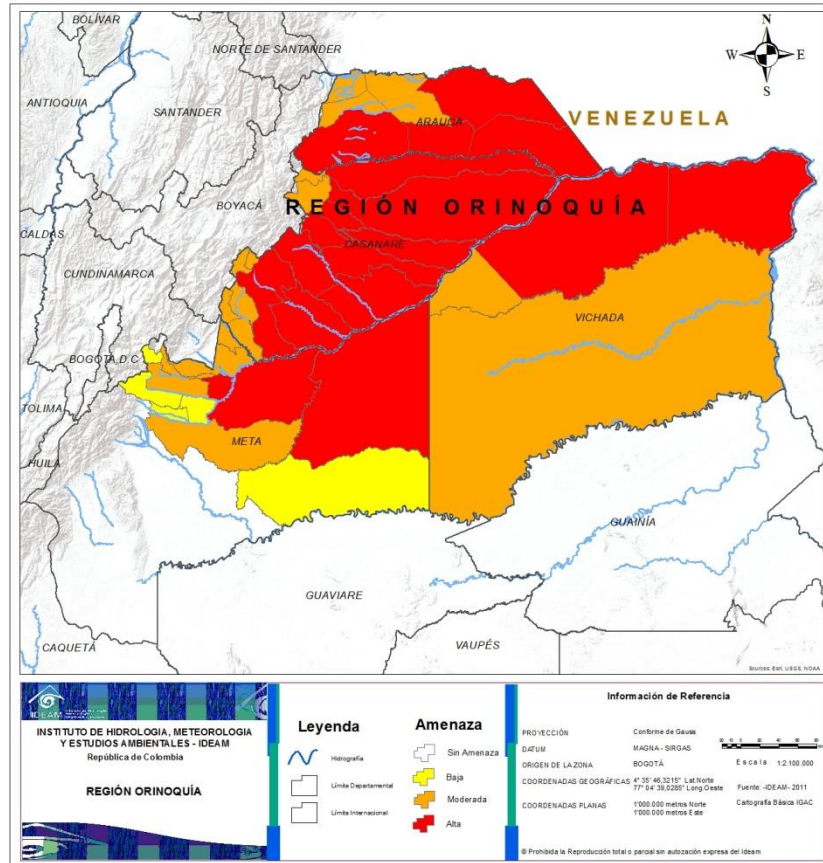 BOLÍVAR
N
NORTE DE SANTANDER
W E
S
ANTIOQUIA
SANTANDER
ARAUCA
VENEZUELA
BOYACÁ
REGIÓN ORINOQUÍA
CALDAS
CASANARE
CUNDINAMARCA
VICHADA
BOGOTÁ D.C
TOLIMA
META
HUILA
GUAINÍA
GUAVIARE
CAQUETÁ
VAUPÉS
Sources: Esri, USGS, NOAA
IDEAM
INSTITUTO DE HIDROLOGIA, METEOROLOGIA
Y ESTUDIOS AMBIENTALES - IDEAM
República de Colombia
REGIÓN ORINOQUÍA
Leyenda
Hidrografía
Límite Departamental
Límite Internacional
Amenaza
Sin Amenaza
Baja
Moderada
Alta
Información de Referencia
PROYECCIÓN Conforme de Gauss
DATUM MAGNA - SIRGAS
ORIGEN DE LA ZONA BOGOTÁ
Escala 1:2.100.000
COORDENADAS GEOGRÁFICAS 4° 35' 46,3215" Lat.Norte
77° 04' 39,0285" Long.Oeste
Fuente: -IDEAM- 2011
COORDENADAS PLANAS 1'000.000 metros Norte
1'000.000 metros Este
Cartografía Básica IGAC
© Prohibida la Reproducción total o parcial sin autozación expresa del Ideam